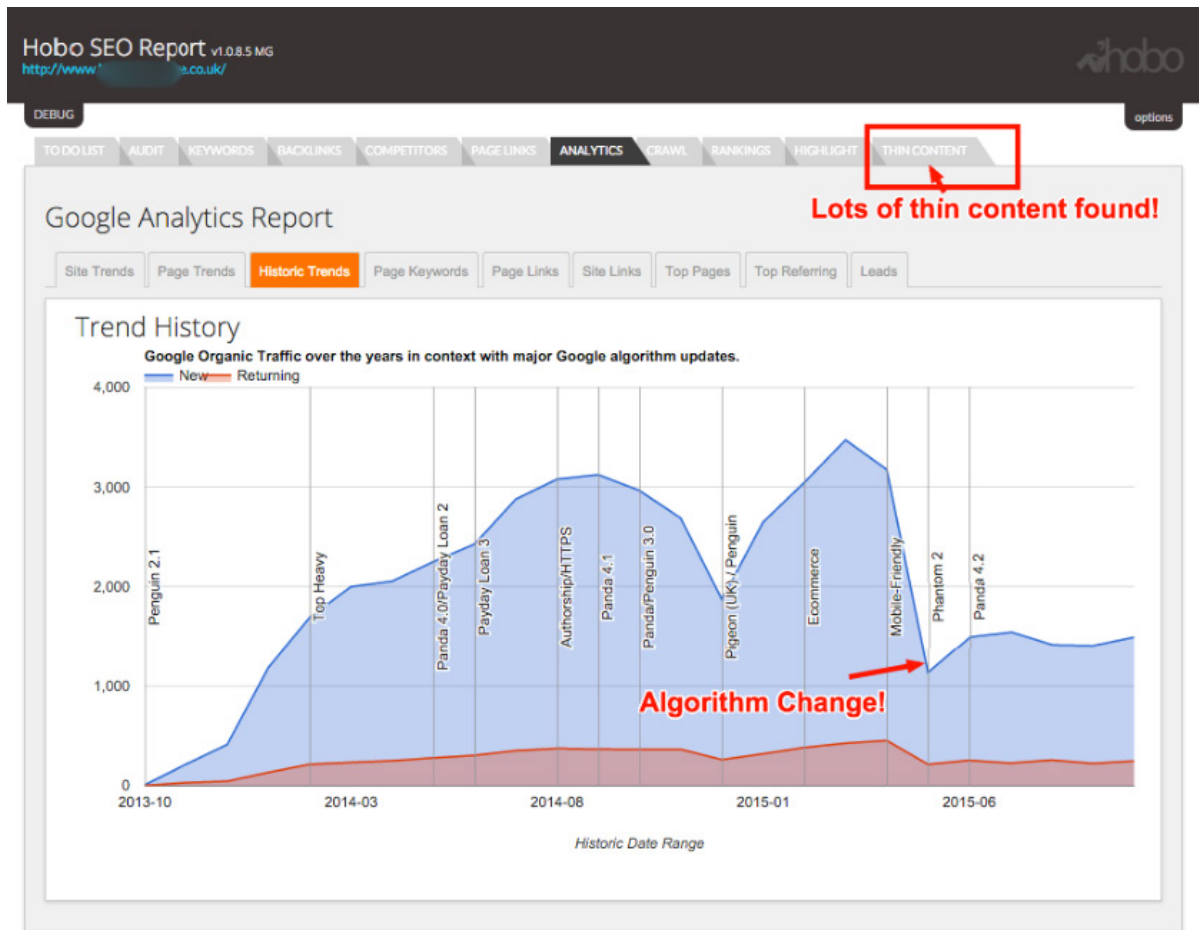 Hobo SEO Report v1.0.8.5 MG
hobo
http://www. e.co.uk/
DEBUG
options
TO DO LIST AUDIT KEYWORDS BACKLINKS COMPETITORS PAGE LINKS ANALYTICS CRAWL RANKINGS HIGHLIGHT THIN CONTENT
Lots of thin content found!
Google Analytics Report
Site Trends Page Trends Historic Trends Page Keywords Page Links Site Links Top Pages Top Referring Leads
Trend History
Google Organic Traffic over the years in context with major Google algorithm updates.
New Returning
4,000
3,000
2,000
1,000
0
Penguin 2.1
Top Heavy
Panda 4.0/Payday Loan 2
Payday Loan 3
Authorship/HTTPS
Panda 4.1
Panda/Penguin 3.0
Pigeon (UK) / Penguin
Ecommerce
Mobile-Friendly
Phantom 2
Panda 4.2
Algorithm Change!
2013-10 2014-03 2014-08 2015-01 2015-06
Historic Date Range